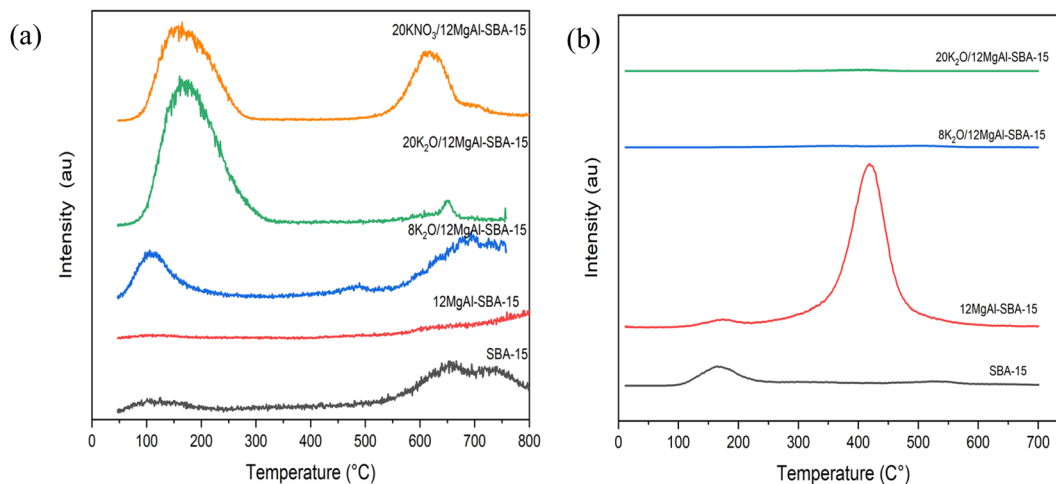 (a)
20KNO₃/12MgAl-SBA-15
20K₂O/12MgAl-SBA-15
8K₂O/12MgAl-SBA-15
12MgAl-SBA-15
SBA-15
Intensity (au)
0 100 200 300 400 500 600 700 800
Temperature (°C)
(b)
20K₂O/12MgAl-SBA-15
8K₂O/12MgAl-SBA-15
12MgAl-SBA-15
SBA-15
Intensity (au)
0 100 200 300 400 500 600 700
Temperature (C°)